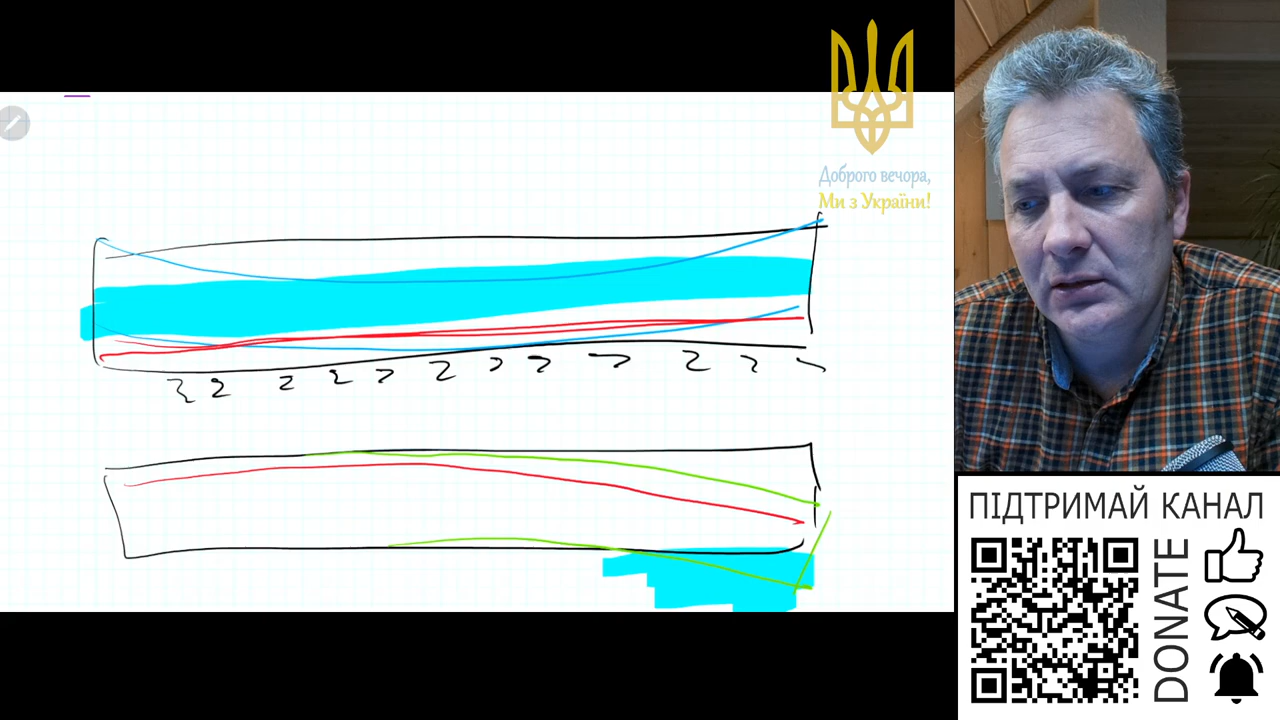 Доброго вечора,
Ми з України!
ПІДТРИМАЙ КАНАЛ
DONATE